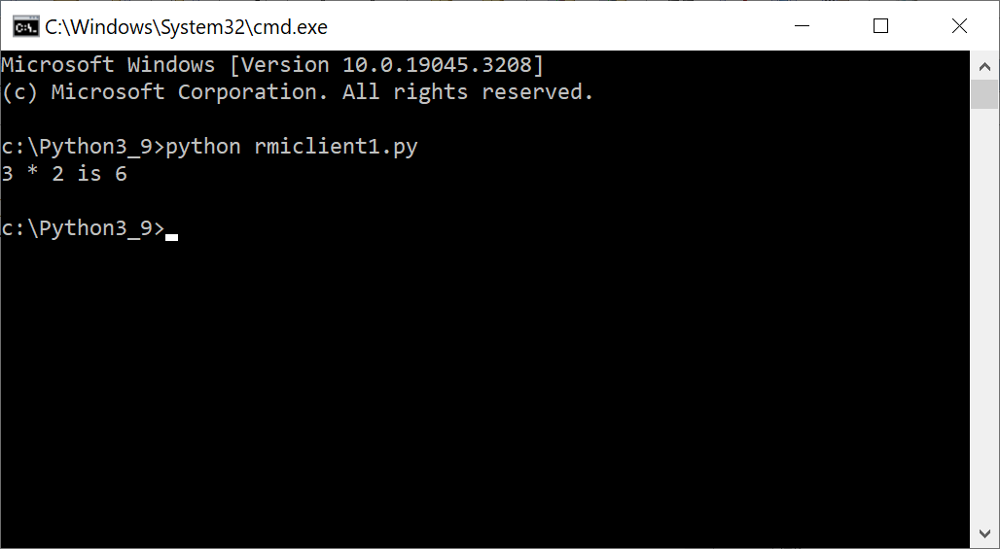 C:\Windows\System32\cmd.exe
Microsoft Windows [Version 10.0.19045.3208]
(c) Microsoft Corporation. All rights reserved.
c:\Python3_9>python rmiclient1.py
3 * 2 is 6
c:\Python3_9>